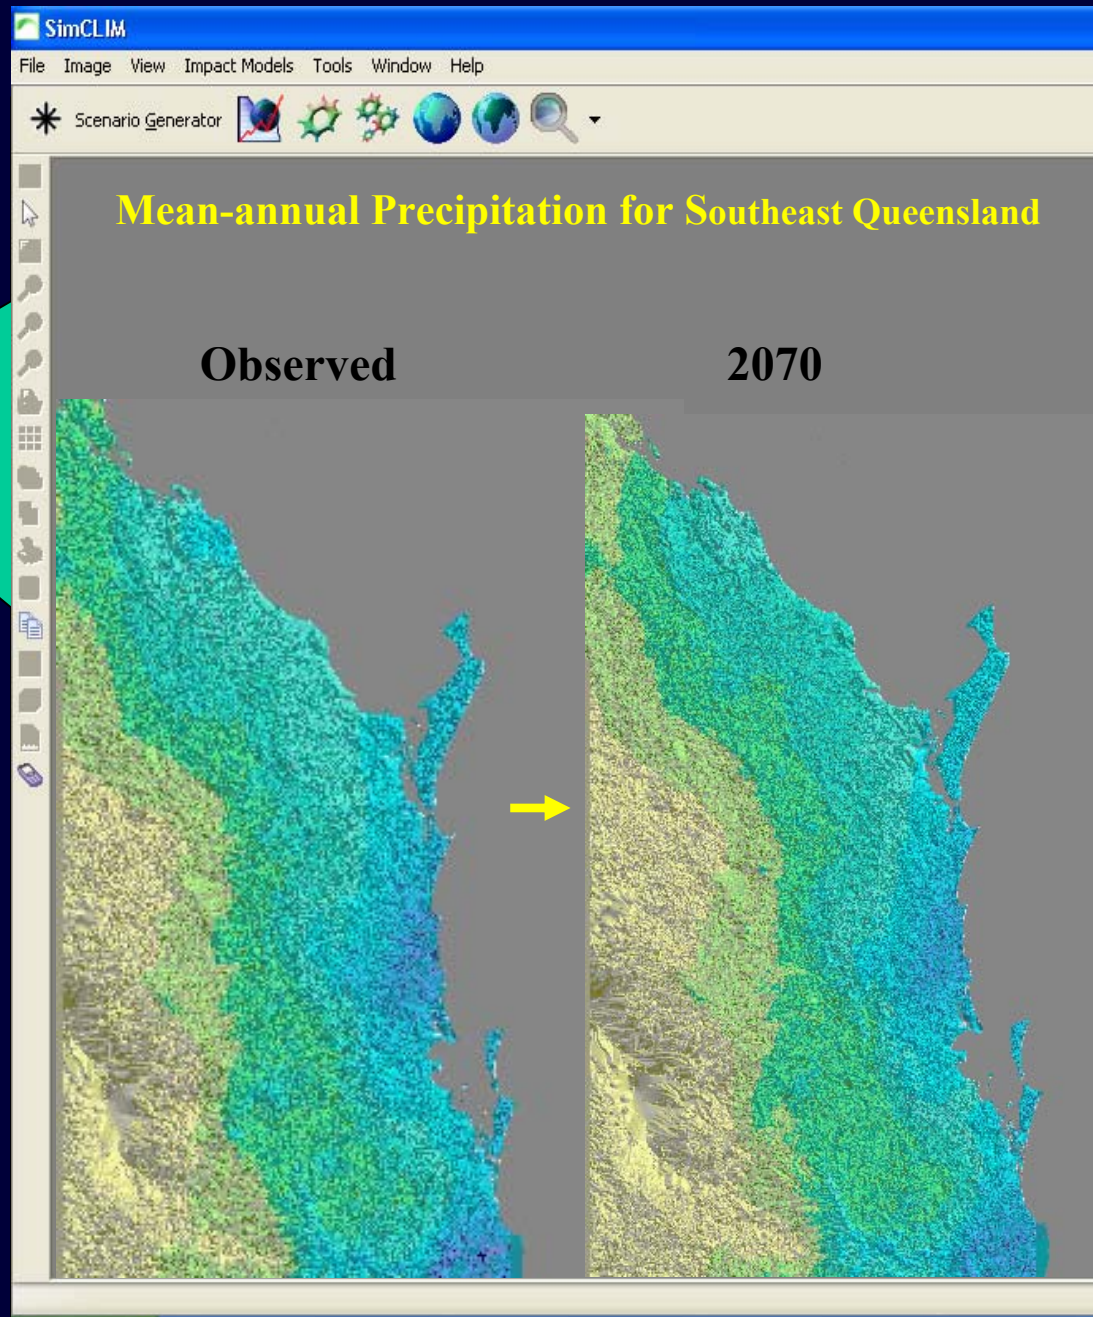 SimCLIM
File Image View Impact Models Tools Window Help
Scenario Generator
Mean-annual Precipitation for Southeast Queensland
Observed 2070